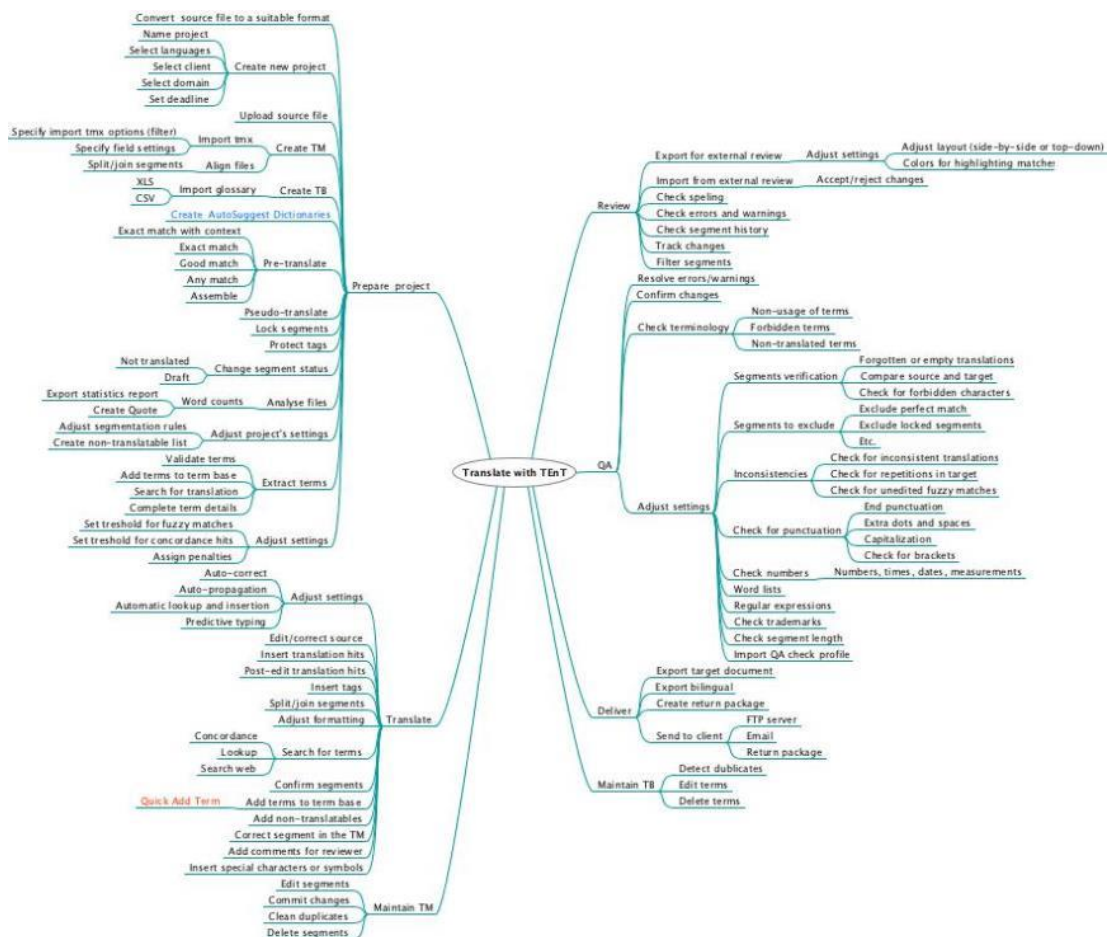 Convert source file to a suitable format
Name project
Select languages
Select client
Select domain
Set deadline
Create new project
Upload source file
Specify import tmx options (filter)
Specify field settings
Import tmx
Split/join segments
Align files
Create TM
XLS
CSV
Import glossary
Create TB
Create AutoSuggest Dictionaries
Exact match with context
Exact match
Good match
Any match
Assemble
Pre-translate
Prepare project
Pseudo-translate
Lock segments
Protect tags
Not translated
Draft
Change segment status
Export statistics report
Create Quote
Word counts
Analyse files
Adjust segmentation rules
Create non-translatable list
Adjust project's settings
Validate terms
Add terms to term base
Search for translation
Complete term details
Extract terms
Set treshold for fuzzy matches
Set treshold for concordance hits
Assign penalties
Adjust settings
Auto-correct
Auto-propagation
Automatic lookup and insertion
Predictive typing
Adjust settings
Edit/correct source
Insert translation hits
Post-edit translation hits
Insert tags
Split/join segments
Adjust formatting
Translate
Concordance
Lookup
Search web
Search for terms
Confirm segments
Quick Add Term
Add terms to term base
Add non-translatables
Correct segment in the TM
Add comments for reviewer
Insert special characters or symbols
Edit segments
Commit changes
Clean duplicates
Delete segments
Maintain TM
Translate with TEnT
Review
Export for external review
Adjust settings
Adjust layout (side-by-side or top-down)
Colors for highlighting matches
Import from external review
Accept/reject changes
Check speling
Check errors and warnings
Check segment history
Track changes
Filter segments
QA
Resolve errors/warnings
Confirm changes
Check terminology
Non-usage of terms
Forbidden terms
Non-translated terms
Adjust settings
Segments verification
Forgotten or empty translations
Compare source and target
Check for forbidden characters
Segments to exclude
Exclude perfect match
Exclude locked segments
Etc.
Inconsistencies
Check for inconsistent translations
Check for repetitions in target
Check for unedited fuzzy matches
Check for punctuation
End punctuation
Extra dots and spaces
Capitalization
Check for brackets
Check numbers
Numbers, times, dates, measurements
Word lists
Regular expressions
Check trademarks
Check segment length
Import QA check profile
Deliver
Export target document
Export bilingual
Create return package
Send to client
FTP server
Email
Return package
Maintain TB
Detect dublicates
Edit terms
Delete terms